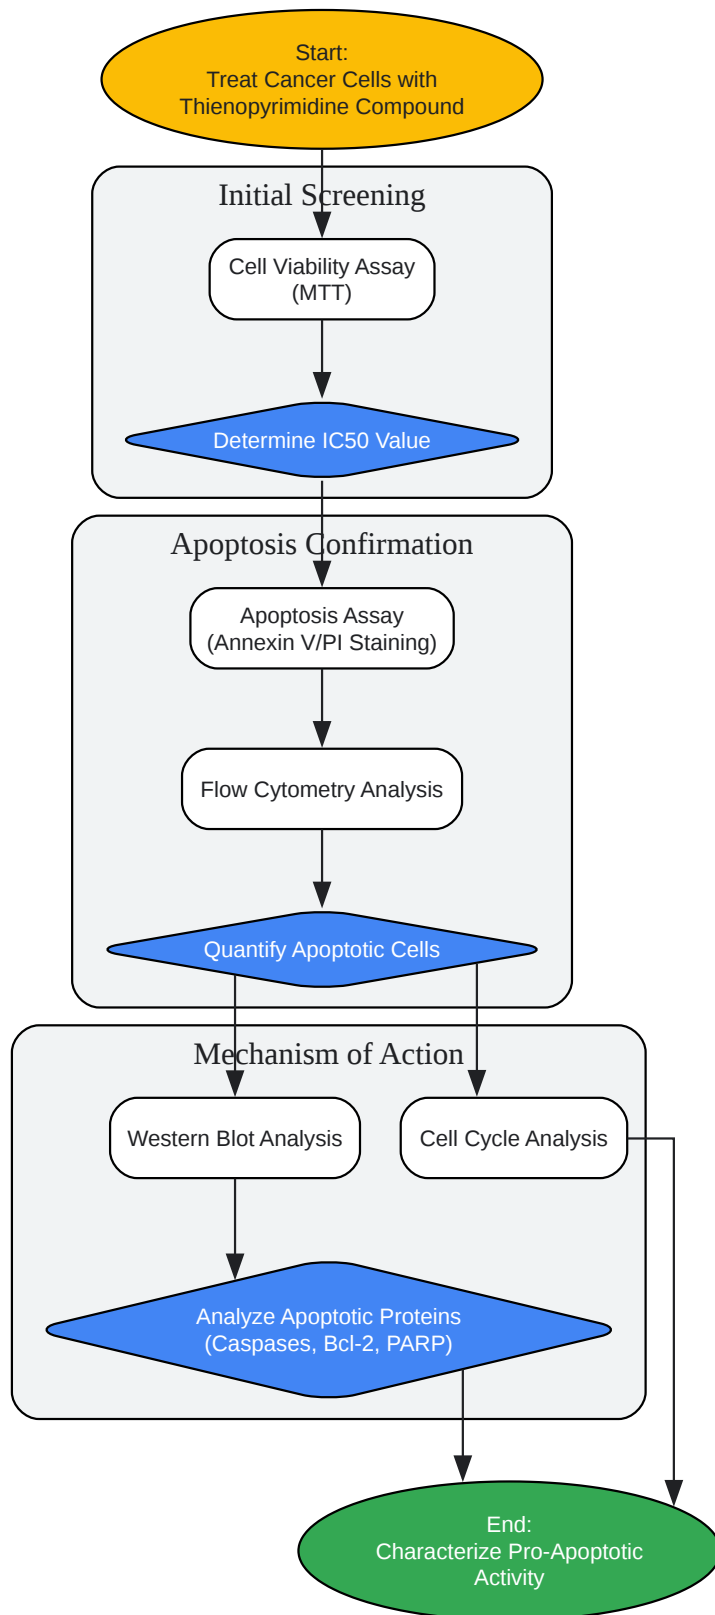 Start:
Treat Cancer Cells with
Thienopyrimidine Compound
Initial Screening
Cell Viability Assay
(MTT)
Determine IC50 Value
Apoptosis Confirmation
Apoptosis Assay
(Annexin V/PI Staining)
Flow Cytometry Analysis
Quantify Apoptotic Cells
Mechanism of Action
Western Blot Analysis
Cell Cycle Analysis
Analyze Apoptotic Proteins
(Caspases, Bcl-2, PARP)
End:
Characterize Pro-Apoptotic
Activity